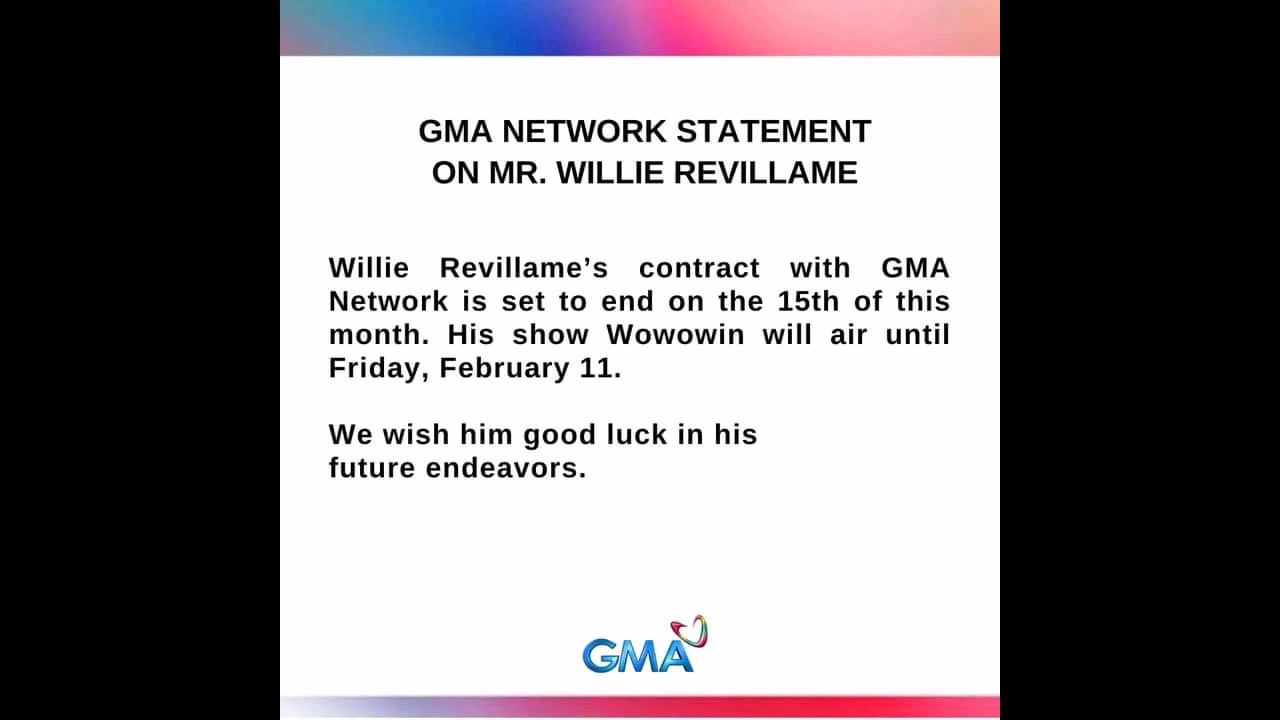 GMA NETWORK STATEMENT
ON MR. WILLIE REVILLAME
Willie Revillame’s contract with GMA
Network is set to end on the 15th of this
month. His show Wowowin will air until
Friday, February 11.
We wish him good luck in his
future endeavors.
GMA